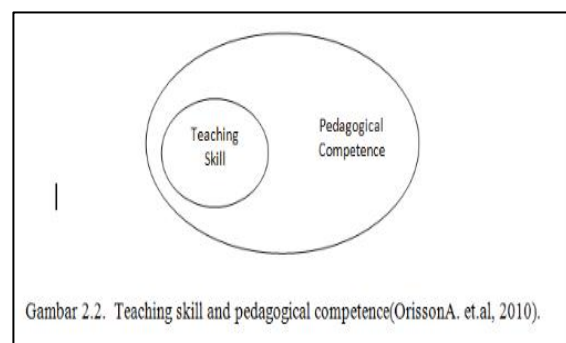 Teaching
Skill
Pedagogical
Competence
Gambar 2.2. Teaching skill and pedagogical competence(OrissonA. et.al, 2010).